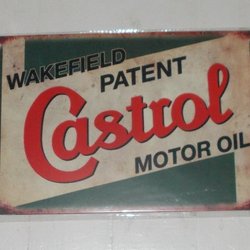 WAKEFIELD
PATENT
Castrol
MOTOR OIL